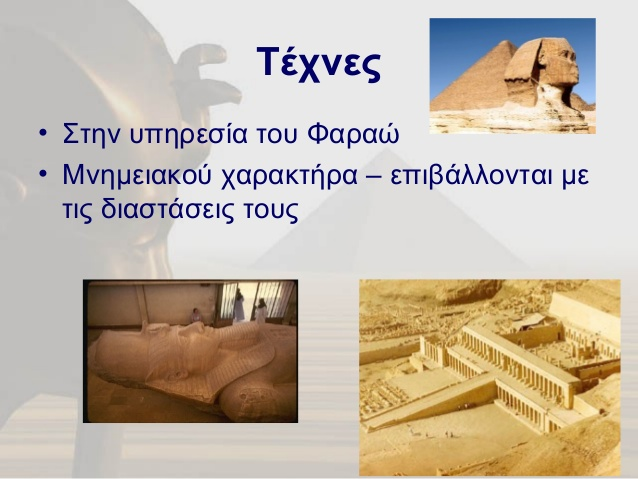 Τέχνες
• Στην υπηρεσία του Φαραώ
• Μνημειακού χαρακτήρα – επιβάλλονται με
τις διαστάσεις τους